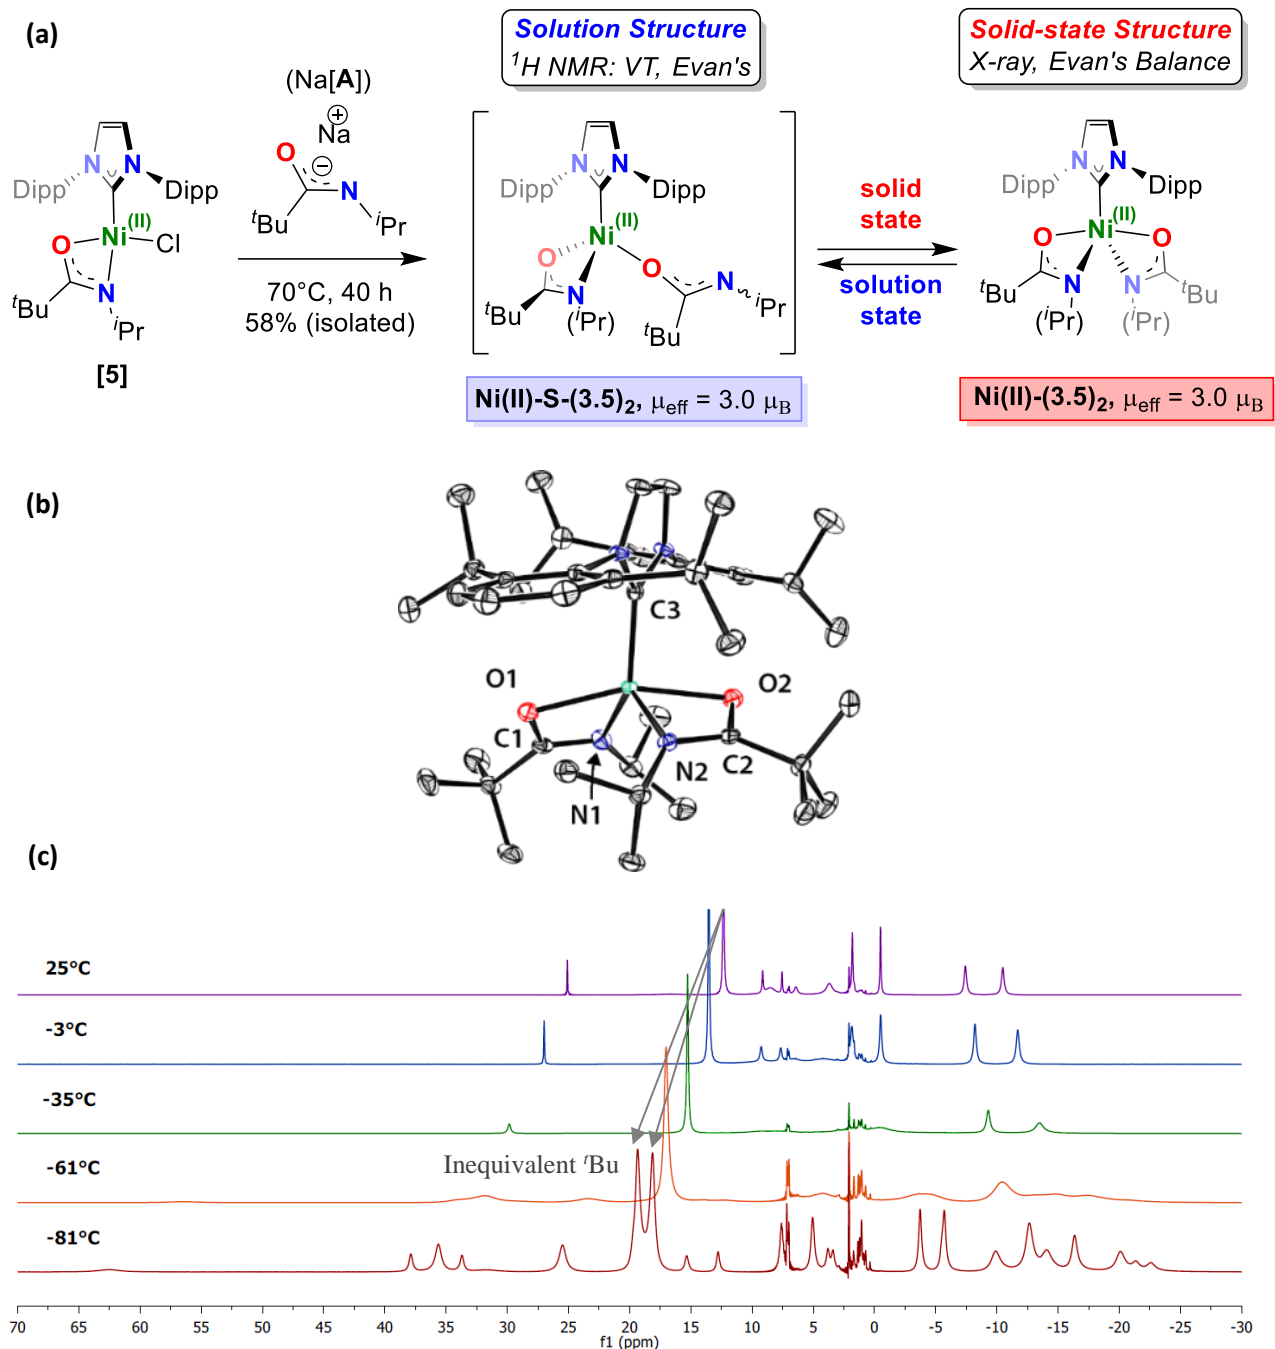 (a)
Solution Structure
¹H NMR: VT, Evan's
Solid-state Structure
X-ray, Evan's Balance
(Na[A])
⊕
Na
O
⊖
N
ᵗBu
ⁱPr
N N
Dipp Dipp
(II)
Ni
Cl
O
N
ᵗBu
ⁱPr
[5]
70°C, 40 h
58% (isolated)
N N
Dipp Dipp
(II)
Ni
O
O
N
N
ᵗBu
(ⁱPr)
ⁱPr
ᵗBu
solid
state
solution
state
N N
Dipp Dipp
(II)
Ni
O O
N N
ᵗBu ᵗBu
(ⁱPr) (ⁱPr)
Ni(II)-S-(3.5)₂, μeff = 3.0 μB
Ni(II)-(3.5)₂, μeff = 3.0 μB
(b)
C3
O1
O2
C1
N2
C2
N1
(c)
25°C
-3°C
-35°C
-61°C
Inequivalent ᵗBu
-81°C
70 65 60 55 50 45 40 35 30 25 20 15 10 5 0 -5 -10 -15 -20 -25 -30
f1 (ppm)